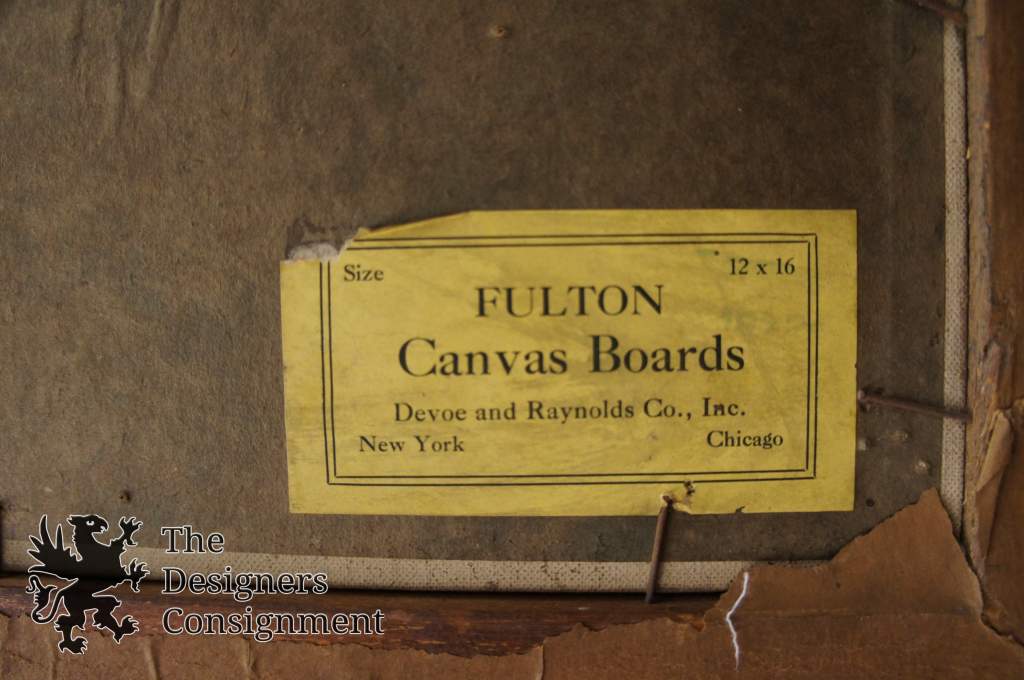 Size 12 x 16
FULTON
Canvas Boards
Devoe and Raynolds Co., Inc.
New York Chicago
The
Designers
Consignment